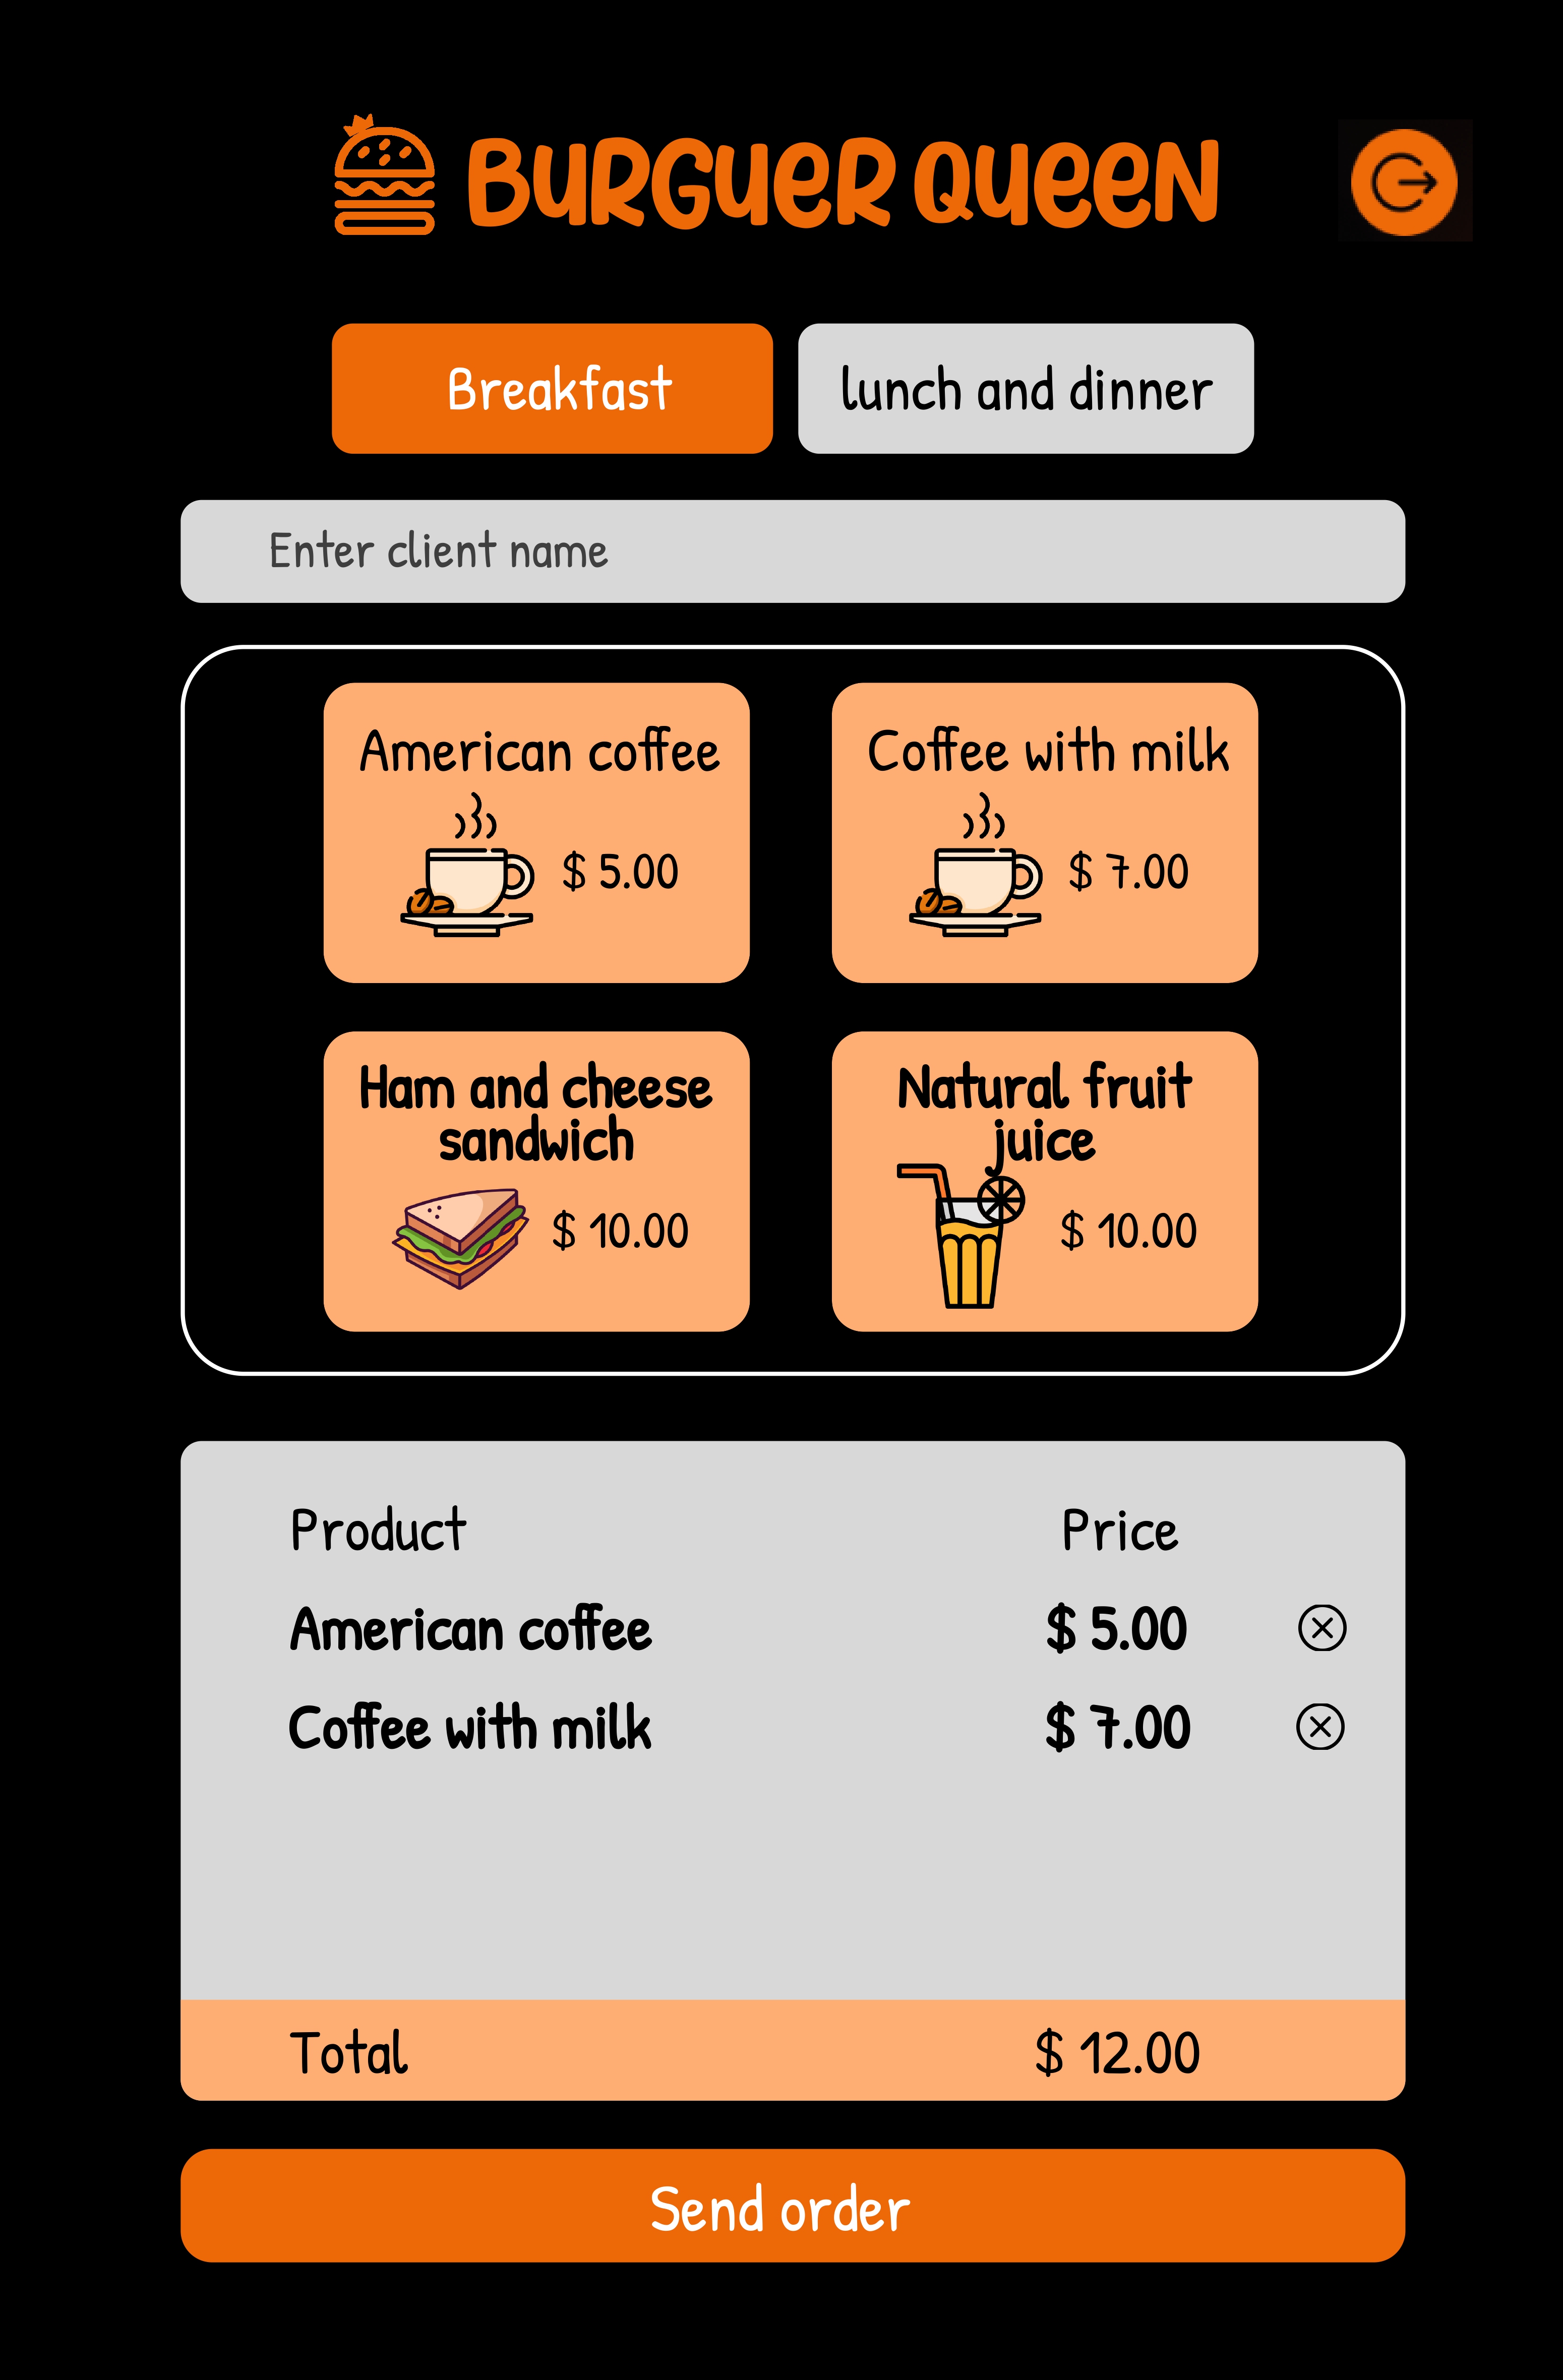 BURGUER QUEEN
Breakfast
lunch and dinner
Enter client name
American coffee
$ 5.00
Coffee with milk
$ 7.00
Ham and cheese
sandwich
$ 10.00
Natural fruit
juice
$ 10.00
Product Price
American coffee $ 5.00
Coffee with milk $ 7.00
Total $ 12.00
Send order